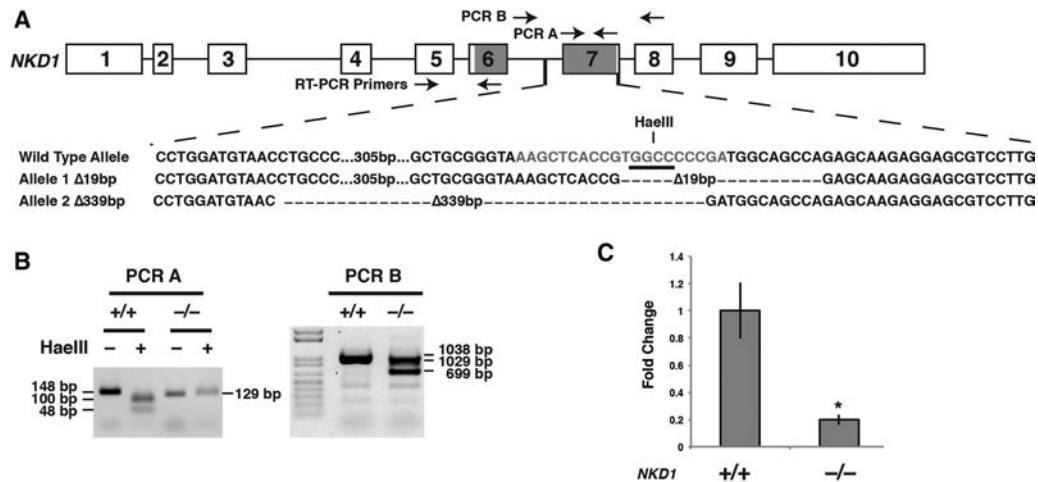 A
PCR B
PCR A
NKD1 1 2 3 4 5 6 7 8 9 10
RT-PCR Primers
HaeIII
Wild Type Allele CCTGGATGTAACCTGCCC...305bp...GCTGCGGGTAAAGCTCACCGTGGCCCCCGATGGCAGCCAGAGCAAGAGGAGCGTCCTTG
Allele 1 Δ19bp CCTGGATGTAACCTGCCC...305bp...GCTGCGGGTAAAGCTCACCG-----Δ19bp----------GAGCAAGAGGAGCGTCCTTG
Allele 2 Δ339bp CCTGGATGTAAC --------------Δ339bp-----------------------GATGGCAGCCAGAGCAAGAGGAGCGTCCTTG
B
PCR A
+/+ –/–
HaeIII – + – +
148 bp
100 bp
48 bp
129 bp
PCR B
+/+ –/–
1038 bp
1029 bp
699 bp
C
Fold Change
1.4
1.2
1
0.8
0.6
0.4
0.2
0
*
NKD1 +/+ –/–